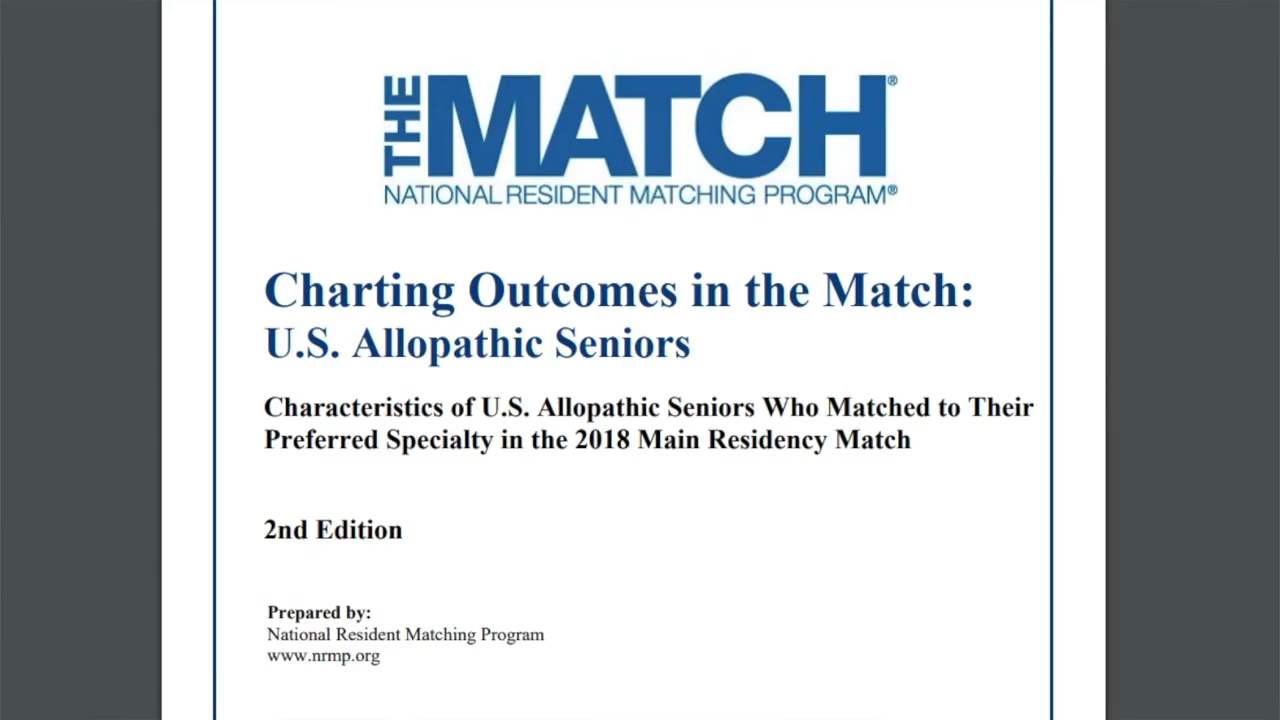 THE MATCH®
NATIONAL RESIDENT MATCHING PROGRAM®
Charting Outcomes in the Match:
U.S. Allopathic Seniors
Characteristics of U.S. Allopathic Seniors Who Matched to Their
Preferred Specialty in the 2018 Main Residency Match
2nd Edition
Prepared by:
National Resident Matching Program
www.nrmp.org